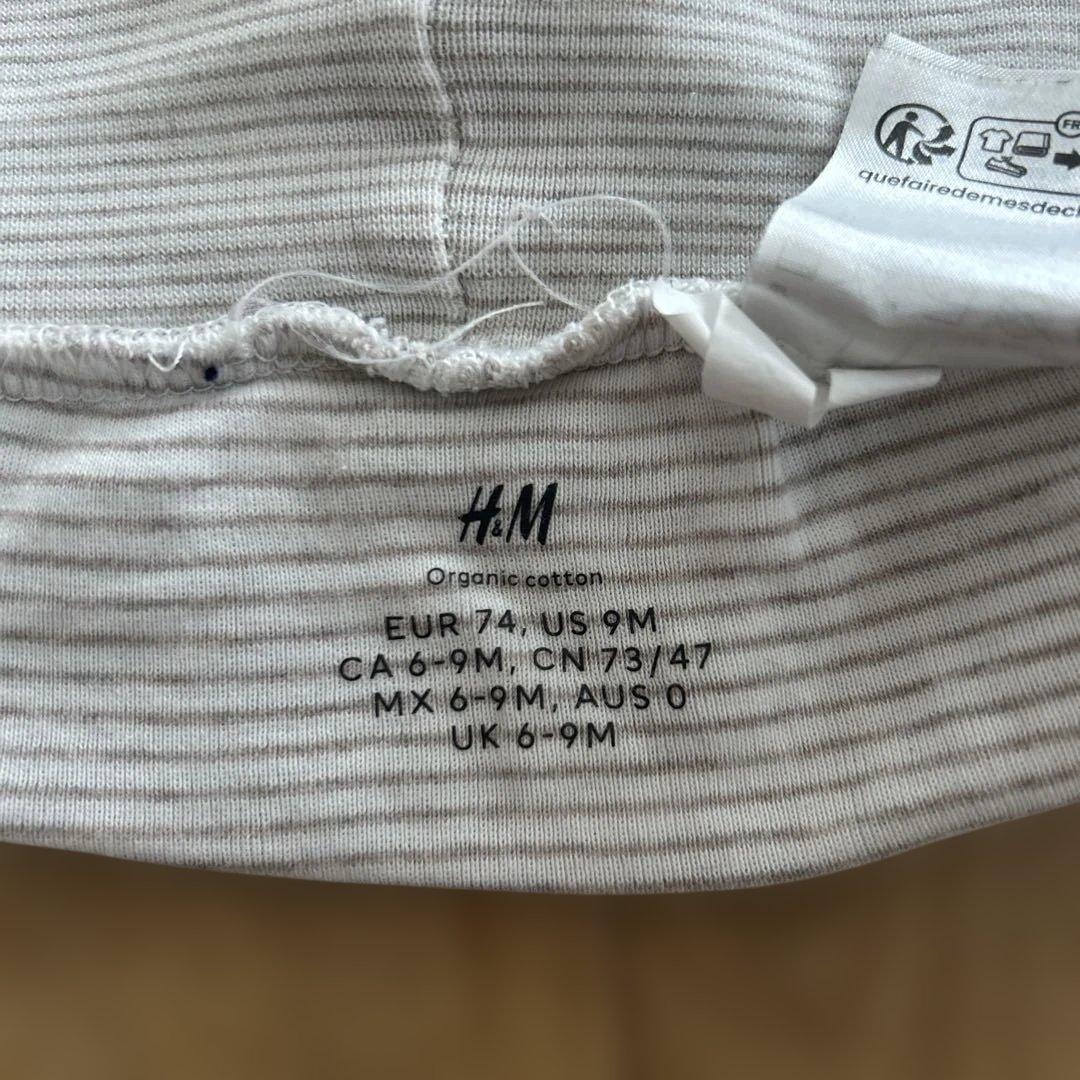 FR
quefairedemesdec
H&M
Organic cotton
EUR 74, US 9M
CA 6-9M, CN 73/47
MX 6-9M, AUS 0
UK 6-9M